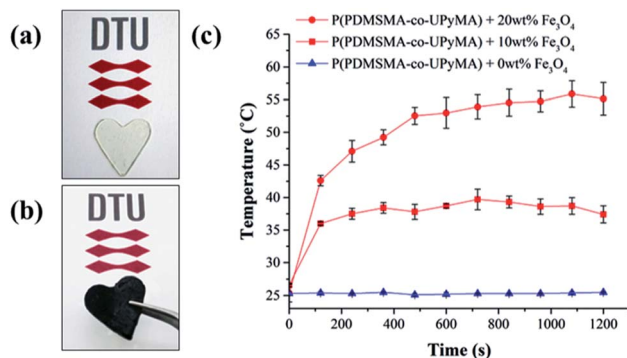 (a)
DTU
(b)
DTU
(c)
P(PDMSMA-co-UPyMA) + 20wt% Fe₃O₄
P(PDMSMA-co-UPyMA) + 10wt% Fe₃O₄
P(PDMSMA-co-UPyMA) + 0wt% Fe₃O₄
Temperature (°C)
60
55
50
45
40
35
30
25
0 200 400 600 800 1000 1200
Time (s)